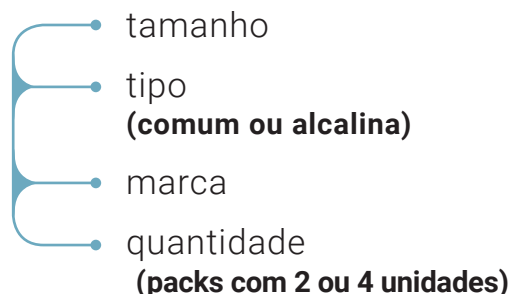 tamanho
tipo
(comum ou alcalina)
marca
quantidade
(packs com 2 ou 4 unidades)